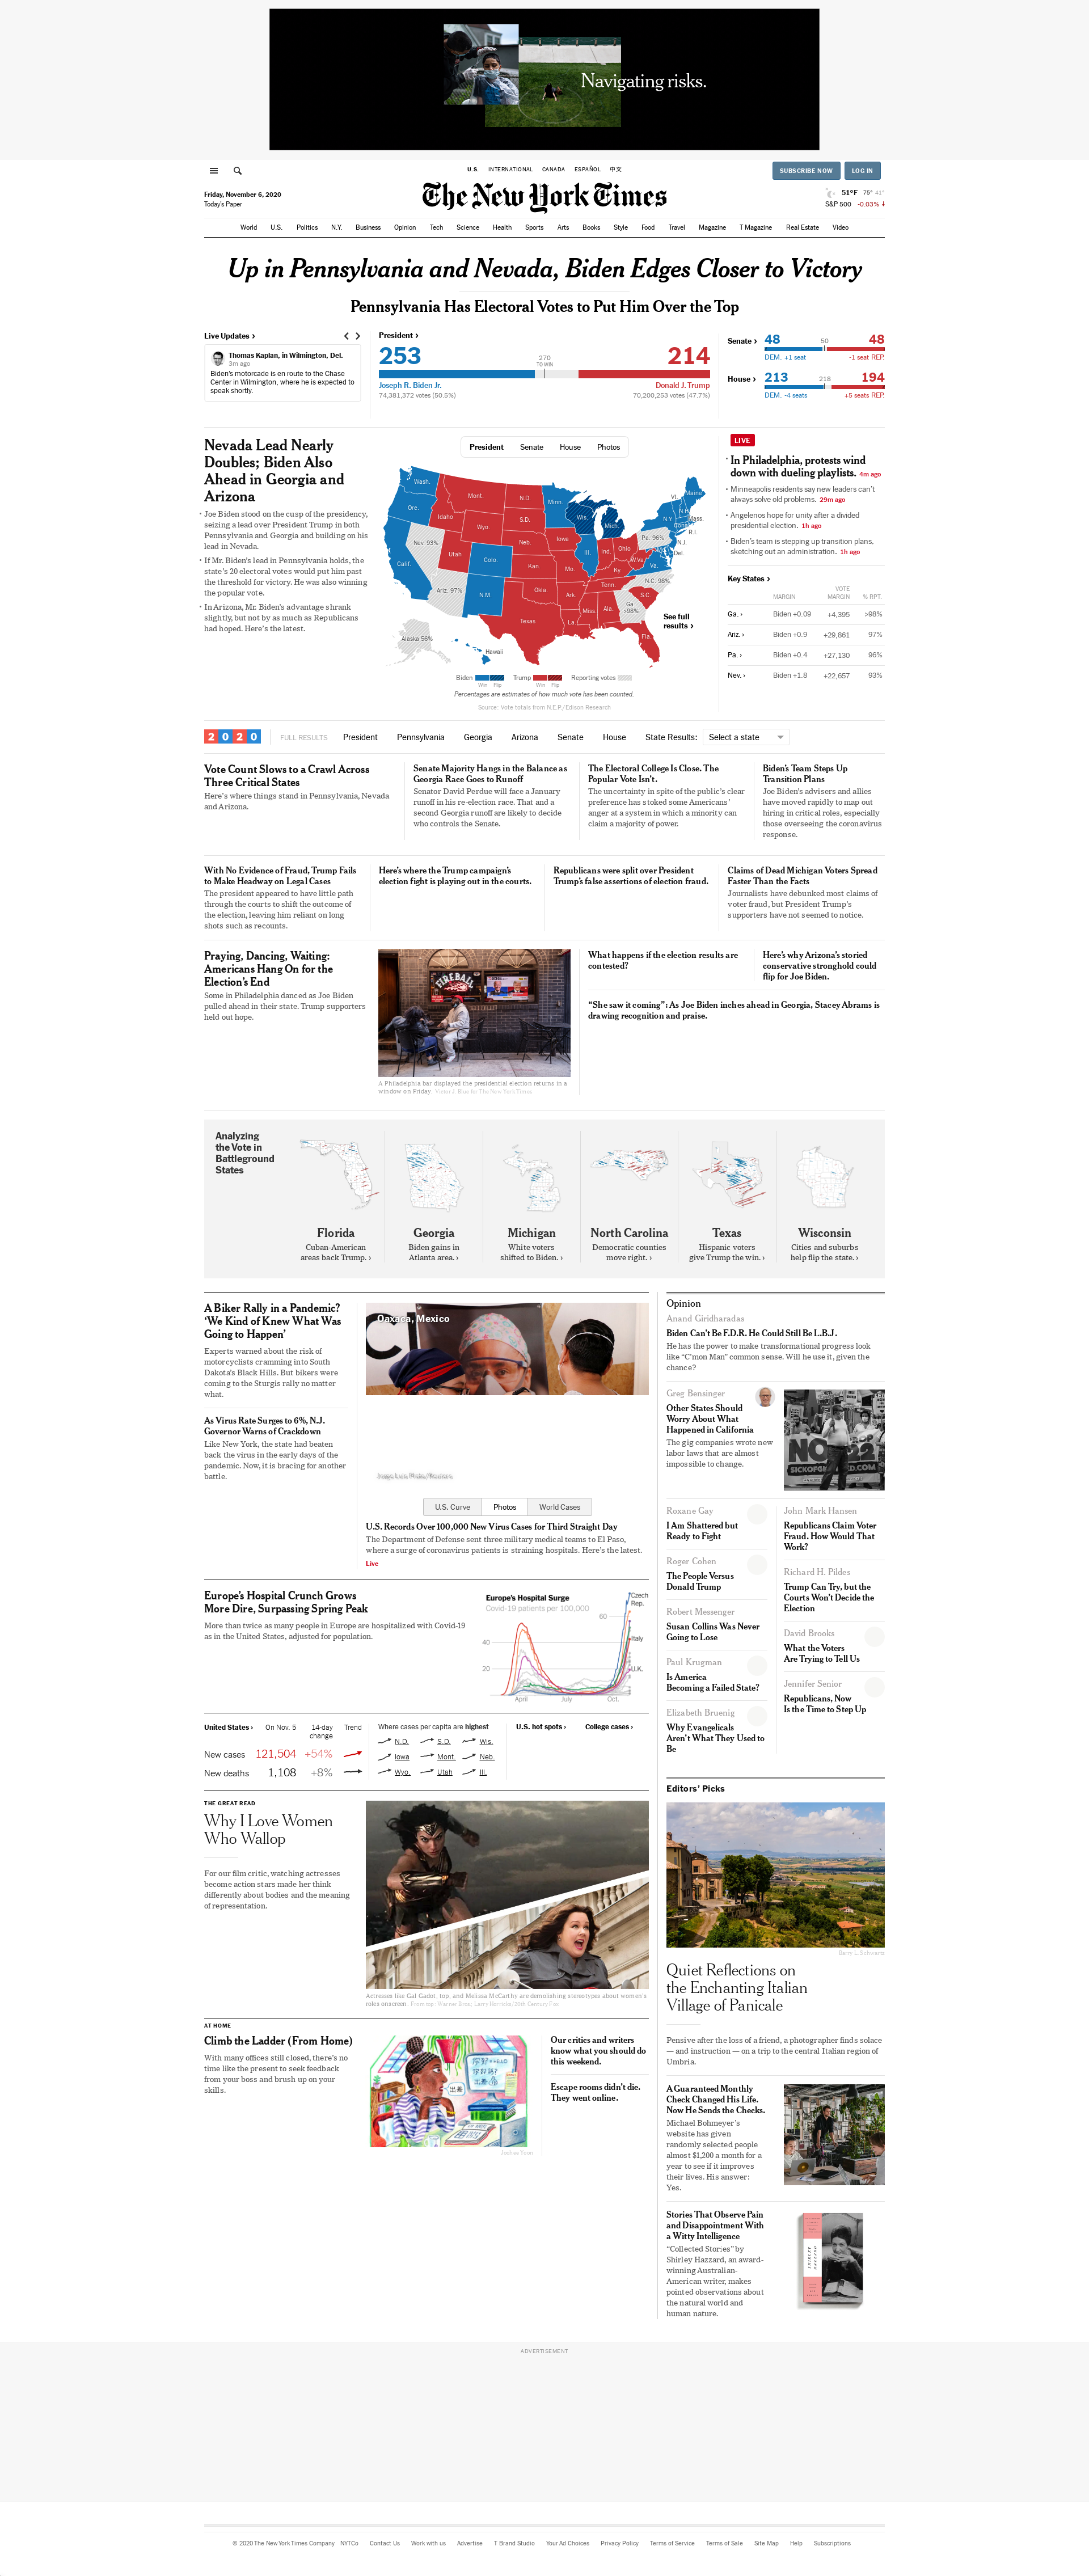 Navigating risks.
U.S. INTERNATIONAL CANADA ESPAÑOL 中文
SUBSCRIBE NOW LOG IN
Friday, November 6, 2020
Today's Paper
The New York Times
51°F 75° 41°
S&P 500 -0.03% ↓
World U.S. Politics N.Y. Business Opinion Tech Science Health Sports Arts Books Style Food Travel Magazine T Magazine Real Estate Video
Up in Pennsylvania and Nevada, Biden Edges Closer to Victory
Pennsylvania Has Electoral Votes to Put Him Over the Top
Live Updates ›
Thomas Kaplan, in Wilmington, Del.
3m ago
Biden's motorcade is en route to the Chase
Center in Wilmington, where he is expected to
speak shortly.
President ›
253 270 214
TO WIN
Joseph R. Biden Jr. Donald J. Trump
74,381,372 votes (50.5%) 70,200,253 votes (47.7%)
Senate › 48 50 48
DEM. +1 seat -1 seat REP.
House › 213 218 194
DEM. -4 seats +5 seats REP.
Nevada Lead Nearly
Doubles; Biden Also
Ahead in Georgia and
Arizona
• Joe Biden stood on the cusp of the presidency,
seizing a lead over President Trump in both
Pennsylvania and Georgia and building on his
lead in Nevada.
• If Mr. Biden's lead in Pennsylvania holds, the
state's 20 electoral votes would put him past
the threshold for victory. He was also winning
the popular vote.
• In Arizona, Mr. Biden's advantage shrank
slightly, but not by as much as Republicans
had hoped. Here's the latest.
President Senate House Photos
Wash.
Ore.
Calif.
Nev. 93%
Idaho
Mont.
Wyo.
Utah
Ariz. 97%
Colo.
N.M.
N.D.
S.D.
Neb.
Kan.
Okla.
Texas
Minn.
Iowa
Mo.
Ark.
La.
Wis.
Ill.
Mich.
Ind.
Ohio
Ky.
Tenn.
Miss.
Ala.
Ga.
>98%
Fla.
S.C.
N.C. 98%
Va.
W.Va.
Pa. 96%
N.Y.
Vt.
N.H.
Maine
Mass.
Conn.
R.I.
N.J.
Del.
Alaska 56%
Hawaii
See full
results ›
Biden Trump Reporting votes
Win Flip Win Flip
Percentages are estimates of how much vote has been counted.
Source: Vote totals from N.E.P./Edison Research
LIVE
• In Philadelphia, protests wind
down with dueling playlists. 4m ago
• Minneapolis residents say new leaders can't
always solve old problems. 29m ago
• Angelenos hope for unity after a divided
presidential election. 1h ago
• Biden's team is stepping up transition plans,
sketching out an administration. 1h ago
Key States ›
MARGIN VOTE MARGIN % RPT.
Ga. › Biden +0.09 +4,395 >98%
Ariz. › Biden +0.9 +29,861 97%
Pa. › Biden +0.4 +27,130 96%
Nev. › Biden +1.8 +22,657 93%
2020 FULL RESULTS President Pennsylvania Georgia Arizona Senate House State Results: Select a state
Vote Count Slows to a Crawl Across
Three Critical States
Here's where things stand in Pennsylvania, Nevada
and Arizona.
Senate Majority Hangs in the Balance as
Georgia Race Goes to Runoff
Senator David Perdue will face a January
runoff in his re-election race. That and a
second Georgia runoff are likely to decide
who controls the Senate.
The Electoral College Is Close. The
Popular Vote Isn't.
The uncertainty in spite of the public's clear
preference has stoked some Americans'
anger at a system in which a minority can
claim a majority of power.
Biden's Team Steps Up
Transition Plans
Joe Biden's advisers and allies
have moved rapidly to map out
hiring in critical roles, especially
those overseeing the coronavirus
response.
With No Evidence of Fraud, Trump Fails
to Make Headway on Legal Cases
The president appeared to have little path
through the courts to shift the outcome of
the election, leaving him reliant on long
shots such as recounts.
Here's where the Trump campaign's
election fight is playing out in the courts.
Republicans were split over President
Trump's false assertions of election fraud.
Claims of Dead Michigan Voters Spread
Faster Than the Facts
Journalists have debunked most claims of
voter fraud, but President Trump's
supporters have not seemed to notice.
Praying, Dancing, Waiting:
Americans Hang On for the
Election's End
Some in Philadelphia danced as Joe Biden
pulled ahead in their state. Trump supporters
held out hope.
FIREBALL
A Philadelphia bar displayed the presidential election returns in a
window on Friday. Victor J. Blue for The New York Times
What happens if the election results are
contested?
Here's why Arizona's storied
conservative stronghold could
flip for Joe Biden.
“She saw it coming”: As Joe Biden inches ahead in Georgia, Stacey Abrams is
drawing recognition and praise.
Analyzing
the Vote in
Battleground
States
Florida
Cuban-American
areas back Trump. ›
Georgia
Biden gains in
Atlanta area. ›
Michigan
White voters
shifted to Biden. ›
North Carolina
Democratic counties
move right. ›
Texas
Hispanic voters
give Trump the win. ›
Wisconsin
Cities and suburbs
help flip the state. ›
A Biker Rally in a Pandemic?
‘We Kind of Knew What Was
Going to Happen’
Experts warned about the risk of
motorcyclists cramming into South
Dakota's Black Hills. But bikers were
coming to the Sturgis rally no matter
what.
As Virus Rate Surges to 6%, N.J.
Governor Warns of Crackdown
Like New York, the state had beaten
back the virus in the early days of the
pandemic. Now, it is bracing for another
battle.
Oaxaca, Mexico
Jorge Luis Plata/Reuters
U.S. Curve Photos World Cases
U.S. Records Over 100,000 New Virus Cases for Third Straight Day
The Department of Defense sent three military medical teams to El Paso,
where a surge of coronavirus patients is straining hospitals. Here's the latest.
Live
Europe's Hospital Crunch Grows
More Dire, Surpassing Spring Peak
More than twice as many people in Europe are hospitalized with Covid-19
as in the United States, adjusted for population.
Europe's Hospital Surge
Covid-19 patients per 100,000
60
40
20
April July Oct.
Czech
Rep.
Italy
U.K.
United States › On Nov. 5 14-day change Trend
New cases 121,504 +54%
New deaths 1,108 +8%
Where cases per capita are highest
N.D. S.D. Wis.
Iowa Mont. Neb.
Wyo. Utah Ill.
U.S. hot spots › College cases ›
THE GREAT READ
Why I Love Women
Who Wallop
For our film critic, watching actresses
become action stars made her think
differently about bodies and the meaning
of representation.
Actresses like Gal Gadot, top, and Melissa McCarthy are demolishing stereotypes about women's
roles onscreen. From top: Warner Bros; Larry Horricks/20th Century Fox
AT HOME
Climb the Ladder (From Home)
With many offices still closed, there's no
time like the present to seek feedback
from your boss and brush up on your
skills.
Our critics and writers
know what you should do
this weekend.
Escape rooms didn't die.
They went online.
Opinion
Anand Giridharadas
Biden Can't Be F.D.R. He Could Still Be L.B.J.
He has the power to make transformational progress look
like “C'mon Man” common sense. Will he use it, given the
chance?
Greg Bensinger
Other States Should
Worry About What
Happened in California
The gig companies wrote new
labor laws that are almost
impossible to change.
NO 22
Roxane Gay
I Am Shattered but
Ready to Fight
Roger Cohen
The People Versus
Donald Trump
Robert Messenger
Susan Collins Was Never
Going to Lose
Paul Krugman
Is America
Becoming a Failed State?
Elizabeth Bruenig
Why Evangelicals
Aren't What They Used to
Be
John Mark Hansen
Republicans Claim Voter
Fraud. How Would That
Work?
Richard H. Pildes
Trump Can Try, but the
Courts Won't Decide the
Election
David Brooks
What the Voters
Are Trying to Tell Us
Jennifer Senior
Republicans, Now
Is the Time to Step Up
Editors' Picks
Barry L. Schwartz
Quiet Reflections on
the Enchanting Italian
Village of Panicale
Pensive after the loss of a friend, a photographer finds solace
— and instruction — on a trip to the central Italian region of
Umbria.
A Guaranteed Monthly
Check Changed His Life.
Now He Sends the Checks.
Michael Bohmeyer's
website has given
randomly selected people
almost $1,200 a month for a
year to see if it improves
their lives. His answer:
Yes.
Stories That Observe Pain
and Disappointment With
a Witty Intelligence
“Collected Stories” by
Shirley Hazzard, an award-
winning Australian-
American writer, makes
pointed observations about
the natural world and
human nature.
ADVERTISEMENT
© 2020 The New York Times Company NYTCo Contact Us Work with us Advertise T Brand Studio Your Ad Choices Privacy Policy Terms of Service Terms of Sale Site Map Help Subscriptions